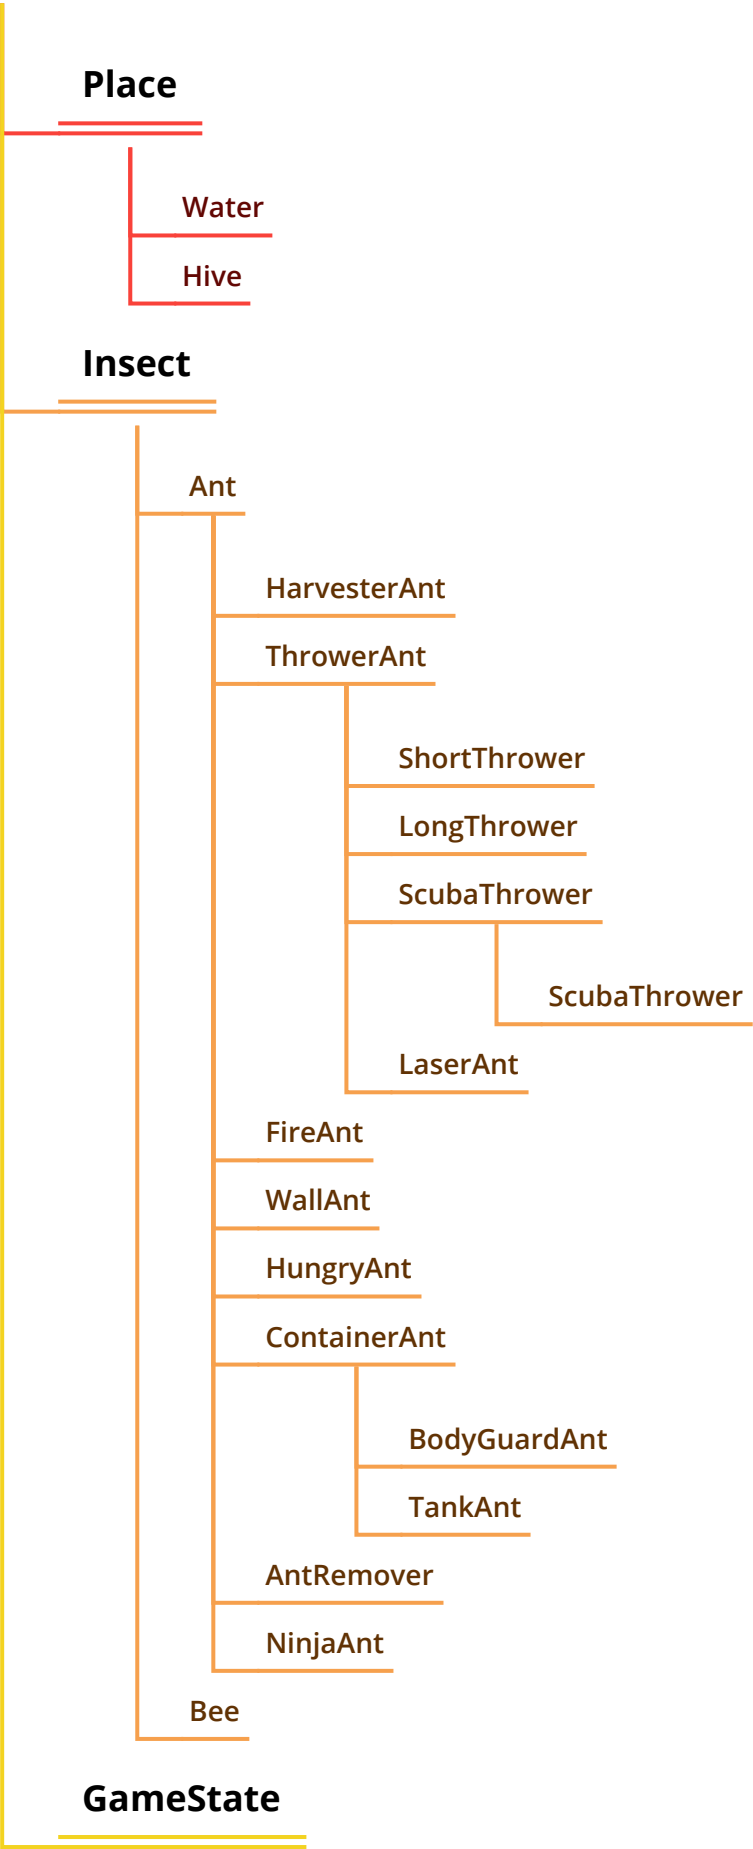 Place
Water
Hive
Insect
Ant
HarvesterAnt
ThrowerAnt
ShortThrower
LongThrower
ScubaThrower
ScubaThrower
LaserAnt
FireAnt
WallAnt
HungryAnt
ContainerAnt
BodyGuardAnt
TankAnt
AntRemover
NinjaAnt
Bee
GameState